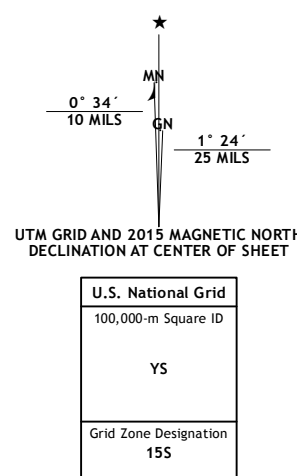 MN
0° 34´
10 MILS
GN
1° 24´
25 MILS
UTM GRID AND 2015 MAGNETIC NORTH
DECLINATION AT CENTER OF SHEET
U.S. National Grid
100,000-m Square ID
YS
Grid Zone Designation
15S